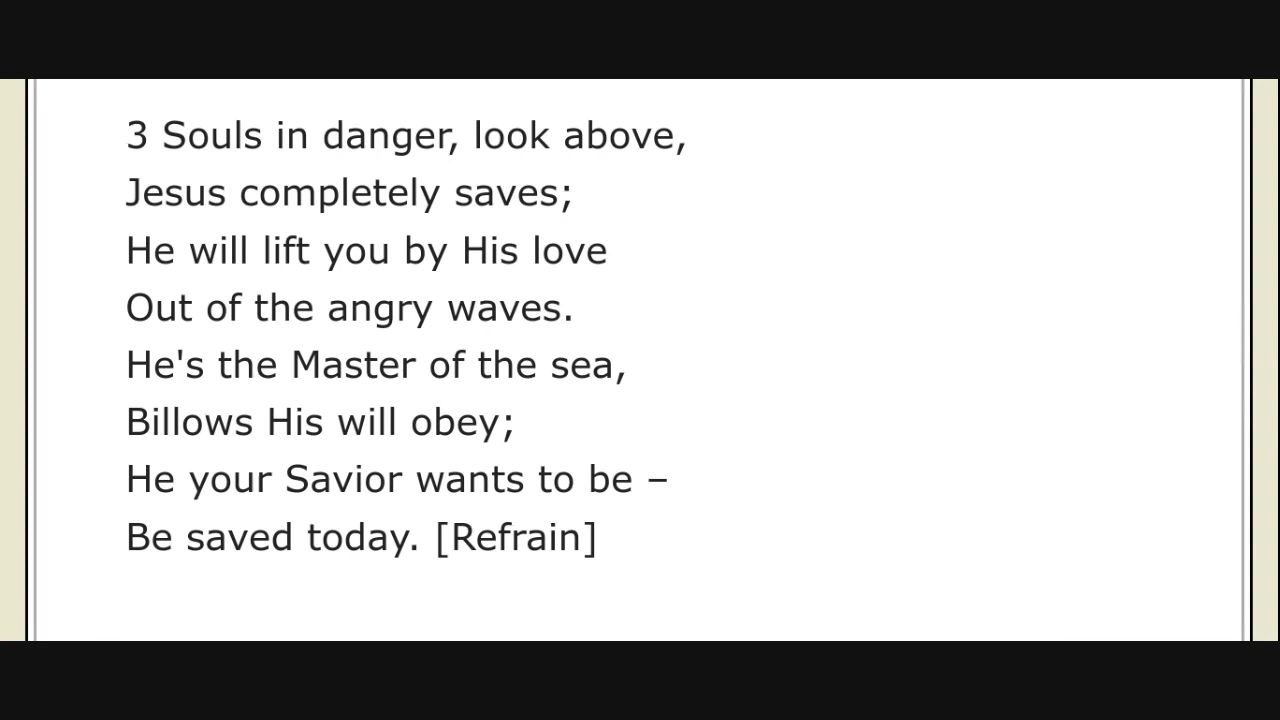 3 Souls in danger, look above,
Jesus completely saves;
He will lift you by His love
Out of the angry waves.
He's the Master of the sea,
Billows His will obey;
He your Savior wants to be –
Be saved today. [Refrain]